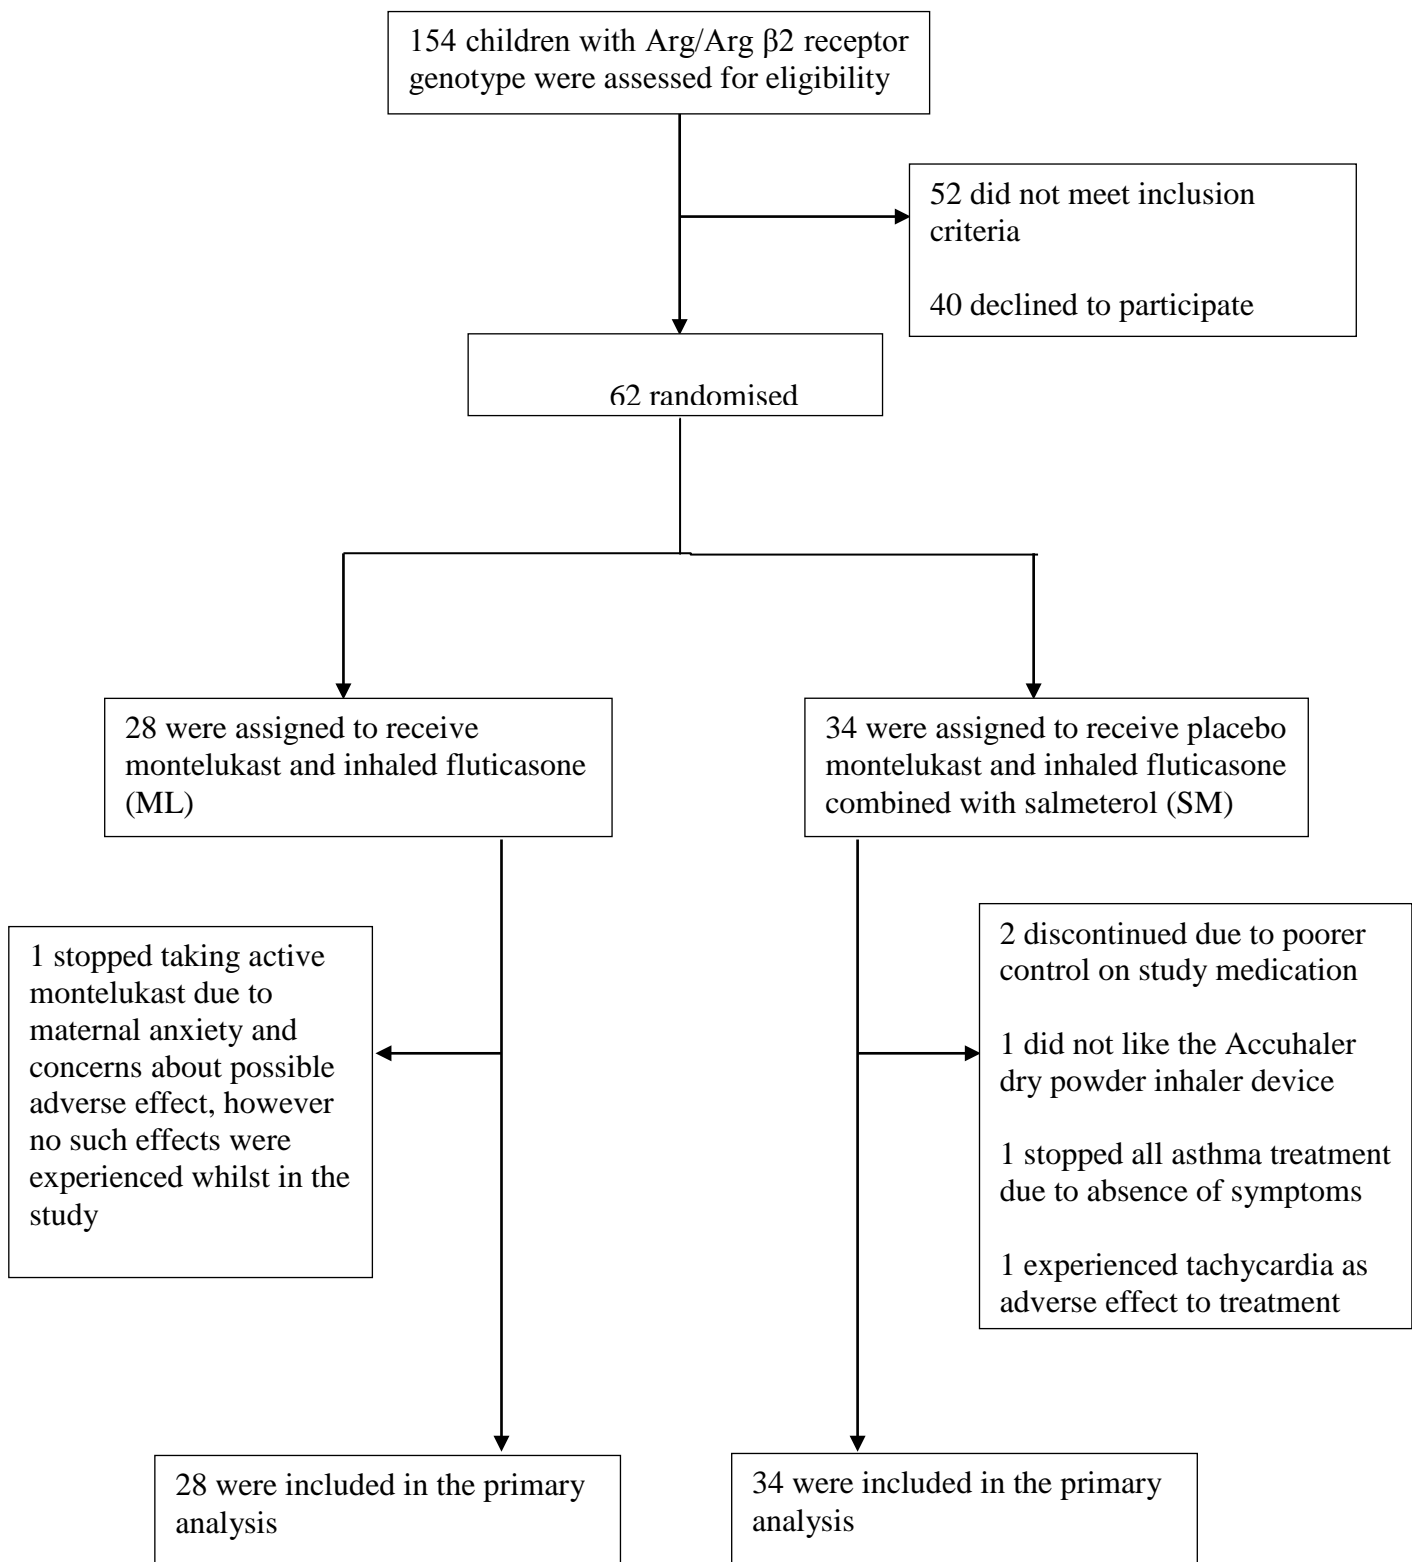 154 children with Arg/Arg β2 receptor
genotype were assessed for eligibility
52 did not meet inclusion
criteria
40 declined to participate
62 randomised
28 were assigned to receive
montelukast and inhaled fluticasone
(ML)
34 were assigned to receive placebo
montelukast and inhaled fluticasone
combined with salmeterol (SM)
1 stopped taking active
montelukast due to
maternal anxiety and
concerns about possible
adverse effect, however
no such effects were
experienced whilst in the
study
2 discontinued due to poorer
control on study medication
1 did not like the Accuhaler
dry powder inhaler device
1 stopped all asthma treatment
due to absence of symptoms
1 experienced tachycardia as
adverse effect to treatment
28 were included in the primary
analysis
34 were included in the primary
analysis